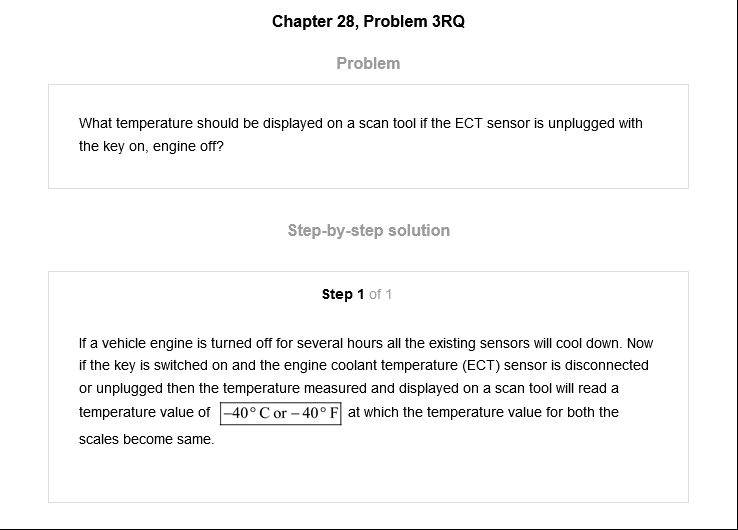 Chapter 28, Problem 3RQ
Problem
What temperature should be displayed on a scan tool if the ECT sensor is unplugged with
the key on, engine off?
Step-by-step solution
Step 1 of 1
If a vehicle engine is turned off for several hours all the existing sensors will cool down. Now
if the key is switched on and the engine coolant temperature (ECT) sensor is disconnected
or unplugged then the temperature measured and displayed on a scan tool will read a
temperature value of –40° C or – 40° F at which the temperature value for both the
scales become same.